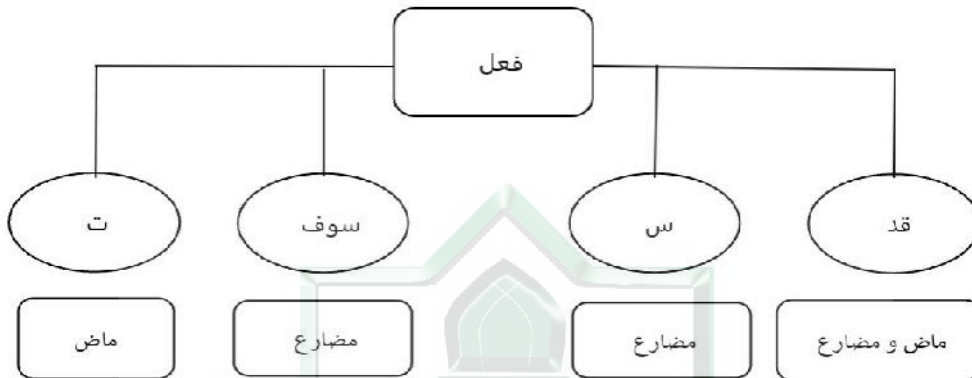 فعل
قد
س
سوف
ت
ماض و مضارع
مضارع
مضارع
ماض